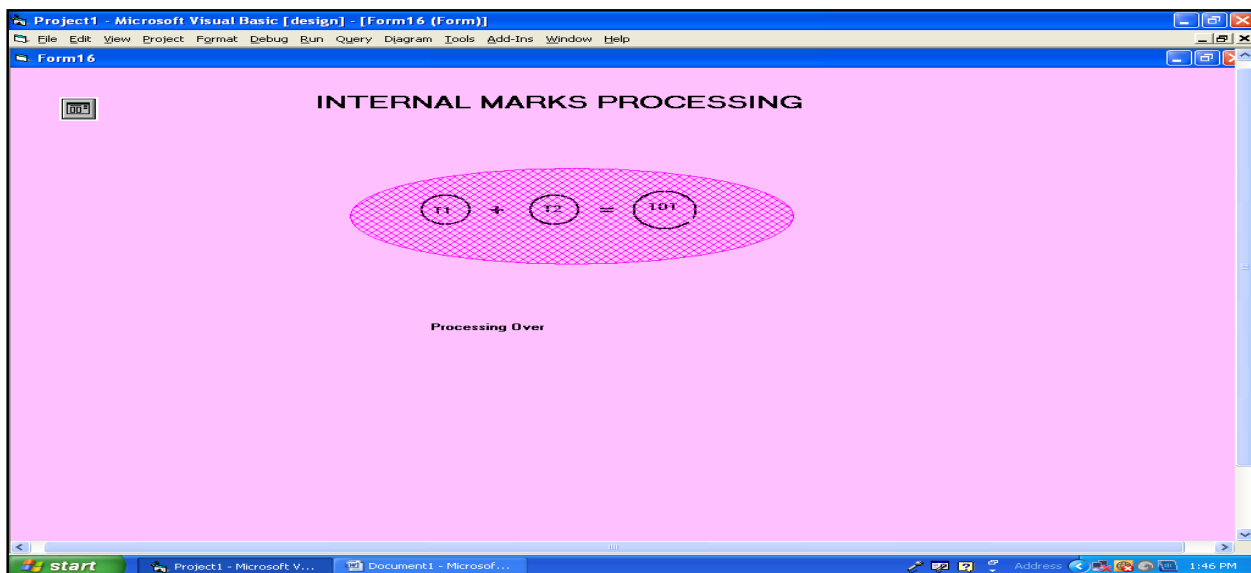 Project1 - Microsoft Visual Basic [design] - [Form16 (Form)]
File Edit View Project Format Debug Run Query Diagram Tools Add-Ins Window Help
Form16
INTERNAL MARKS PROCESSING
T1 + T2 = TOT
Processing Over
start Project1 - Microsoft V... Document1 - Microsof... Address 1:46 PM